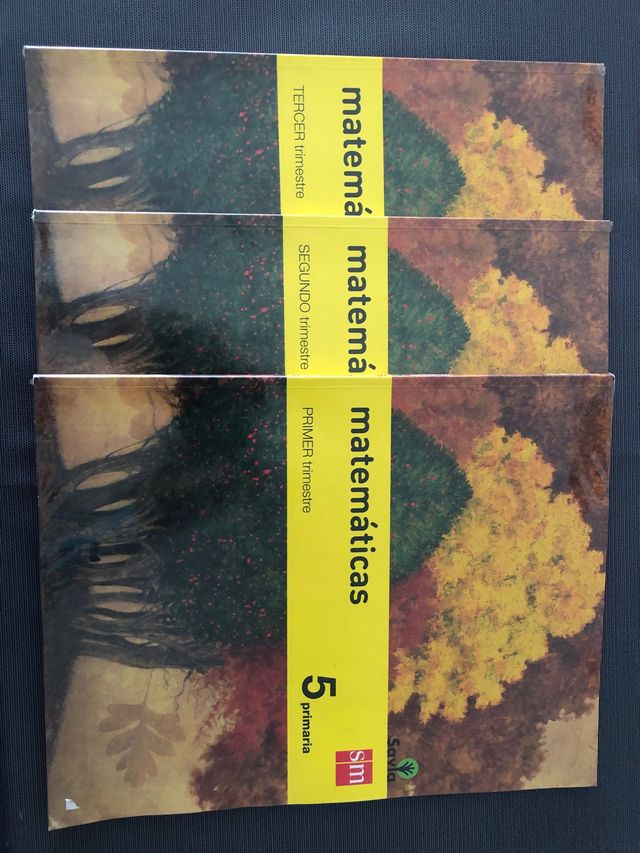 matemá
TERCER trimestre
matemá
SEGUNDO trimestre
matemáticas
PRIMER trimestre
5
primaria
sm
Savia